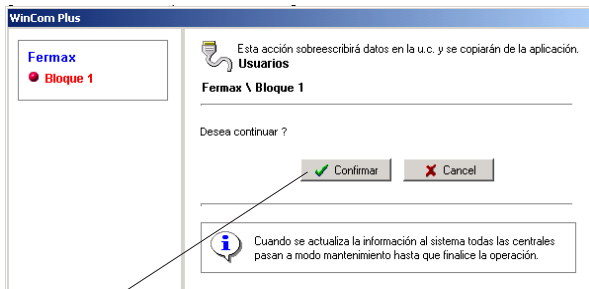 WinCom Plus
Fermax
Bloque 1
Esta acción sobreescribirá datos en la u.c. y se copiarán de la aplicación.
Usuarios
Fermax \ Bloque 1
Desea continuar ?
Confirmar
Cancel
Cuando se actualiza la información al sistema todas las centrales
pasan a modo mantenimiento hasta que finalice la operación.